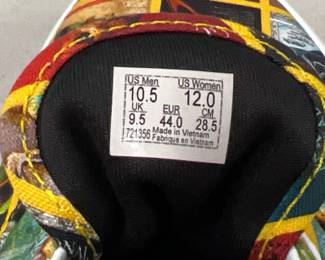 US Men US Women
10.5 12.0
UK EUR CM
9.5 44.0 28.5
721356 Made in Vietnam
Fabriqué en Vietnam